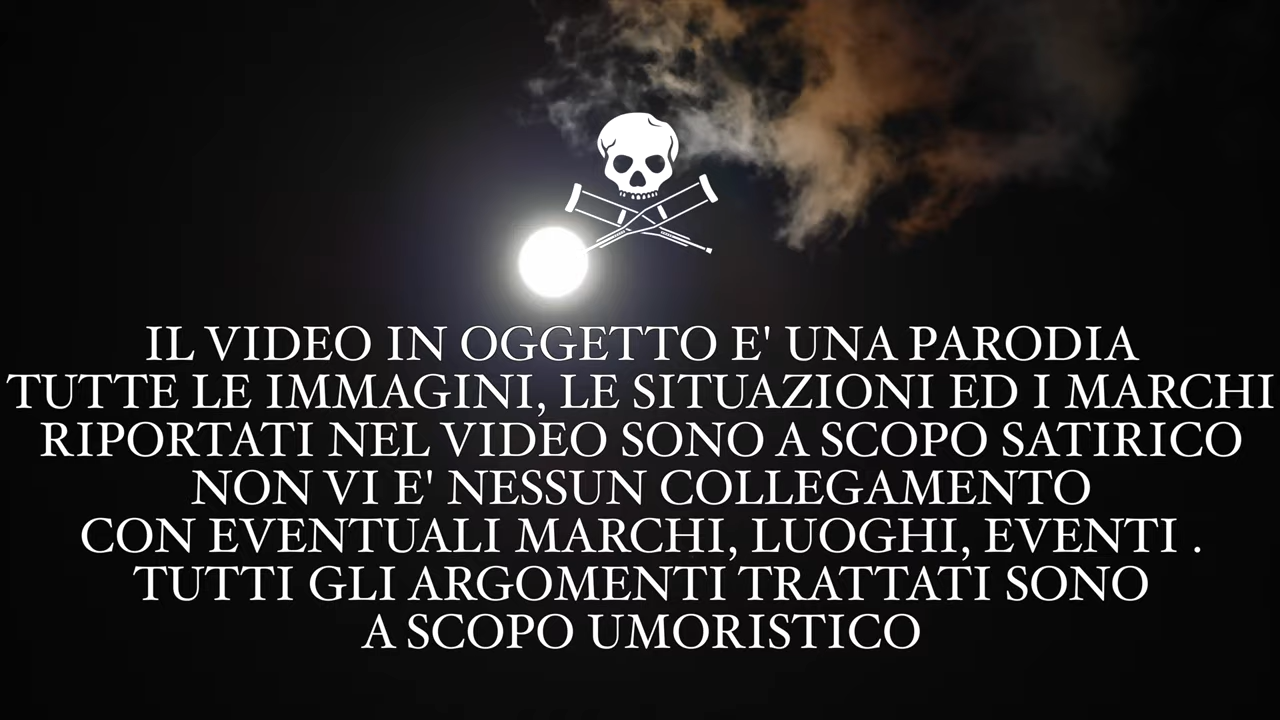 IL VIDEO IN OGGETTO E' UNA PARODIA
TUTTE LE IMMAGINI, LE SITUAZIONI ED I MARCHI
RIPORTATI NEL VIDEO SONO A SCOPO SATIRICO
NON VI E' NESSUN COLLEGAMENTO
CON EVENTUALI MARCHI, LUOGHI, EVENTI .
TUTTI GLI ARGOMENTI TRATTATI SONO
A SCOPO UMORISTICO